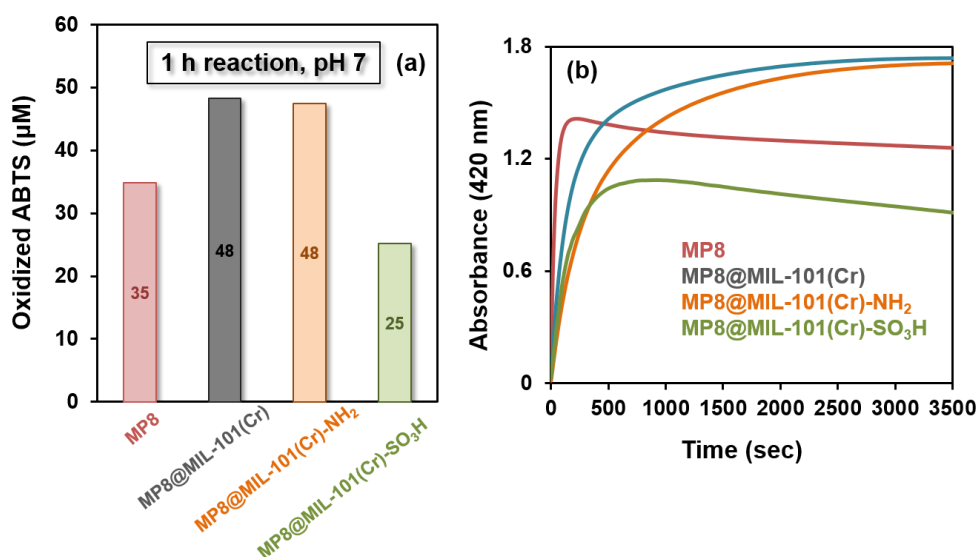 1 h reaction, pH 7
(a)
Oxidized ABTS (µM)
60
50
40
30
20
10
0
35
48
48
25
MP8
MP8@MIL-101(Cr)
MP8@MIL-101(Cr)-NH₂
MP8@MIL-101(Cr)-SO₃H
(b)
Absorbance (420 nm)
1.8
1.2
0.6
0
MP8
MP8@MIL-101(Cr)
MP8@MIL-101(Cr)-NH₂
MP8@MIL-101(Cr)-SO₃H
0 500 1000 1500 2000 2500 3000 3500
Time (sec)